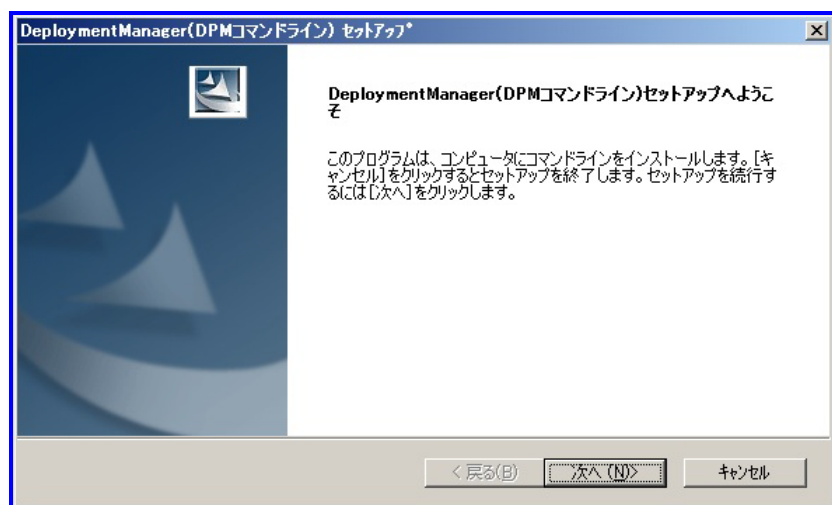 DeploymentManager(DPMコマンドライン) ｾｯﾄｱｯﾌﾟ
DeploymentManager(DPMコマンドライン)セットアップへようこ
そ
このプログラムは、コンピュータにコマンドラインをインストールします。[キ
ャンセル]をクリックするとセットアップを終了します。セットアップを続行す
るには[次へ]をクリックします。
< 戻る(B)
次へ (N)>
ｷｬﾝｾﾙ